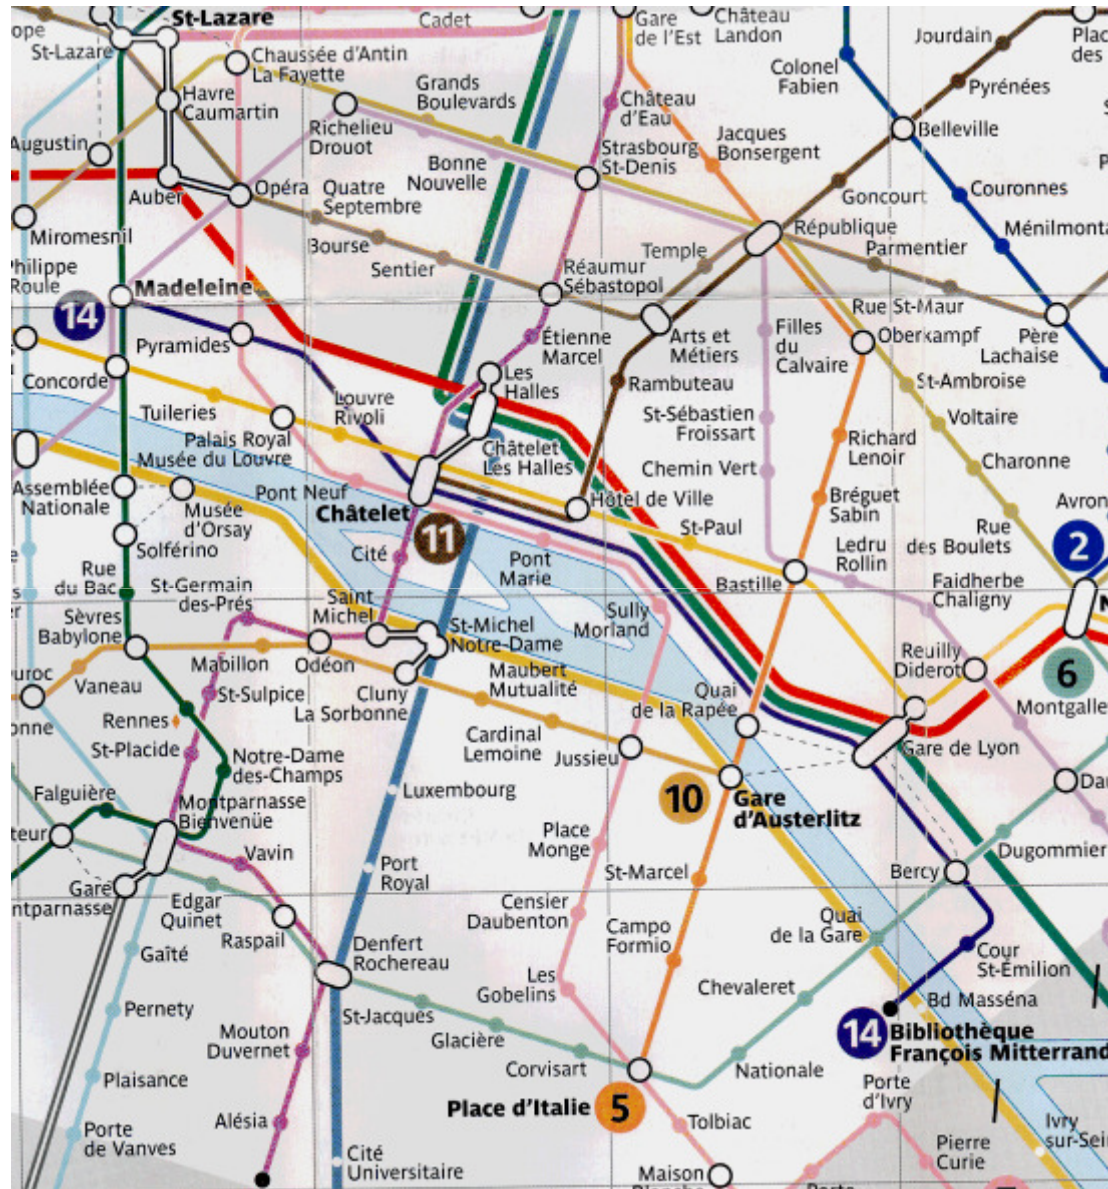 St-Lazare
St-Lazare
Cadet
Gare
de l'Est
Château
Landon
Jourdain
Chaussée d'Antin
La Fayette
Grands
Boulevards
Château
d'Eau
Colonel
Fabien
Pyrénées
Havre
Caumartin
Richelieu
Drouot
Jacques
Bonsergent
Belleville
Augustin
Bonne
Nouvelle
Strasbourg
St-Denis
Auber
Opéra
Quatre
Septembre
Goncourt
Couronnes
Miromesnil
Bourse
Sentier
Temple
République
Parmentier
Ménilmonta
Philippe
Roule
Madeleine
Réaumur
Sébastopol
14
Pyramides
Étienne
Marcel
Arts et
Métiers
Filles
du
Calvaire
Rue St-Maur
Oberkampf
Père
Lachaise
Concorde
Les
Halles
Rambuteau
St-Ambroise
Tuileries
Louvre
Rivoli
St-Sébastien
Froissart
Voltaire
Palais Royal
Musée du Louvre
Châtelet
Les Halles
Richard
Lenoir
Chemin Vert
Charonne
Assemblée
Nationale
Musée
d'Orsay
Pont Neuf
Châtelet
11
Hôtel de Ville
Bréguet
Sabin
Avron
Solférino
Cité
Pont
Marie
St-Paul
Ledru
Rollin
Rue
des Boulets
2
Rue
du Bac
St-Germain
des-Prés
Bastille
Faidherbe
Chaligny
Sèvres
Babylone
Saint
Michel
St-Michel
Notre-Dame
Sully
Morland
Reuilly
Diderot
6
Mabillon
Odéon
Maubert
Mutualité
Vaneau
St-Sulpice
Cluny
La Sorbonne
Quai
de la Rapée
Montgalle
Rennes
St-Placide
Notre-Dame
des-Champs
Cardinal
Lemoine
Jussieu
Gare de Lyon
Falguière
Montparnasse
Bienvenüe
Luxembourg
10
Gare
d'Austerlitz
Vavin
Place
Monge
Dugommier
Gare
ntparnasse
Edgar
Quinet
Port
Royal
St-Marcel
Bercy
Raspail
Censier
Daubenton
Campo
Formio
Quai
de la Gare
Gaîté
Denfert
Rochereau
Les
Gobelins
Cour
St-Émilion
Pernety
St-Jacques
Chevaleret
Bd Masséna
Mouton
Duvernet
Glacière
14
Bibliothèque
François Mitterrand
Plaisance
Corvisart
Nationale
Alésia
Place d'Italie
5
Porte
d'Ivry
Porte
de Vanves
Tolbiac
Ivry
sur-Sein
Cité
Universitaire
Maison
Pierre
Curie